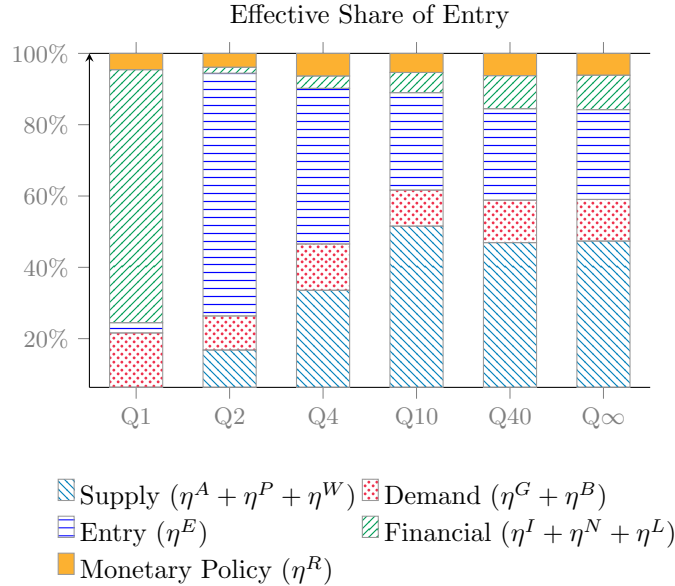 Effective Share of Entry
100%
80%
60%
40%
20%
Q1 Q2 Q4 Q10 Q40 Q∞
Supply (η^A + η^P + η^W) Demand (η^G + η^B)
Entry (η^E) Financial (η^I + η^N + η^L)
Monetary Policy (η^R)